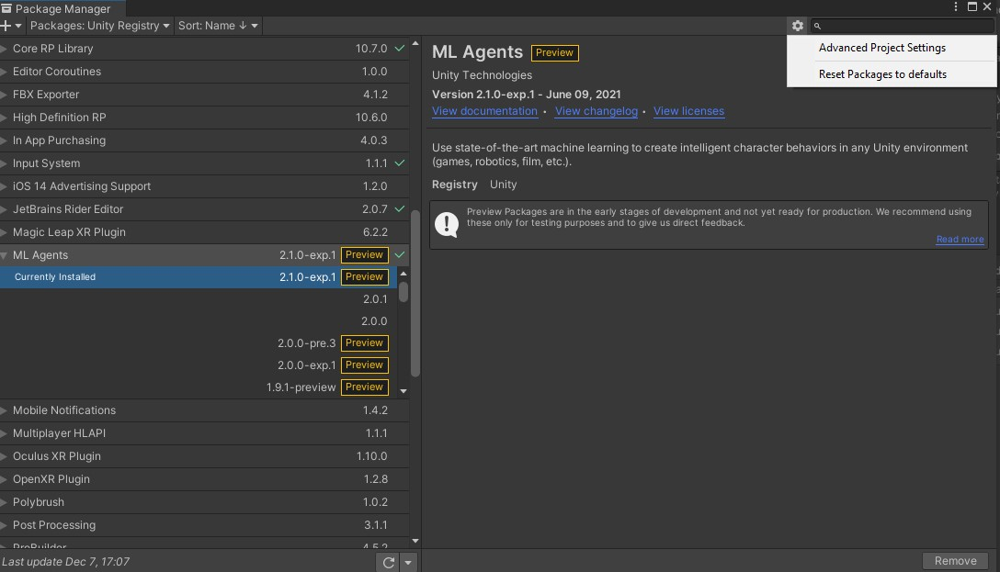 Package Manager
Packages: Unity Registry
Sort: Name ↓
Advanced Project Settings
Reset Packages to defaults
Core RP Library 10.7.0
Editor Coroutines 1.0.0
FBX Exporter 4.1.2
High Definition RP 10.6.0
In App Purchasing 4.0.3
Input System 1.1.1
iOS 14 Advertising Support 1.2.0
JetBrains Rider Editor 2.0.7
Magic Leap XR Plugin 6.2.2
ML Agents 2.1.0-exp.1 Preview
Currently Installed 2.1.0-exp.1 Preview
2.0.1
2.0.0
2.0.0-pre.3 Preview
2.0.0-exp.1 Preview
1.9.1-preview Preview
Mobile Notifications 1.4.2
Multiplayer HLAPI 1.1.1
Oculus XR Plugin 1.10.0
OpenXR Plugin 1.2.8
Polybrush 1.0.2
Post Processing 3.1.1
ProBuilder 4.5.2
Last update Dec 7, 17:07
ML Agents Preview
Unity Technologies
Version 2.1.0-exp.1 - June 09, 2021
View documentation • View changelog • View licenses
Use state-of-the-art machine learning to create intelligent character behaviors in any Unity environment
(games, robotics, film, etc.).
Registry Unity
Preview Packages are in the early stages of development and not yet ready for production. We recommend using
these only for testing purposes and to give us direct feedback.
Read more
Remove